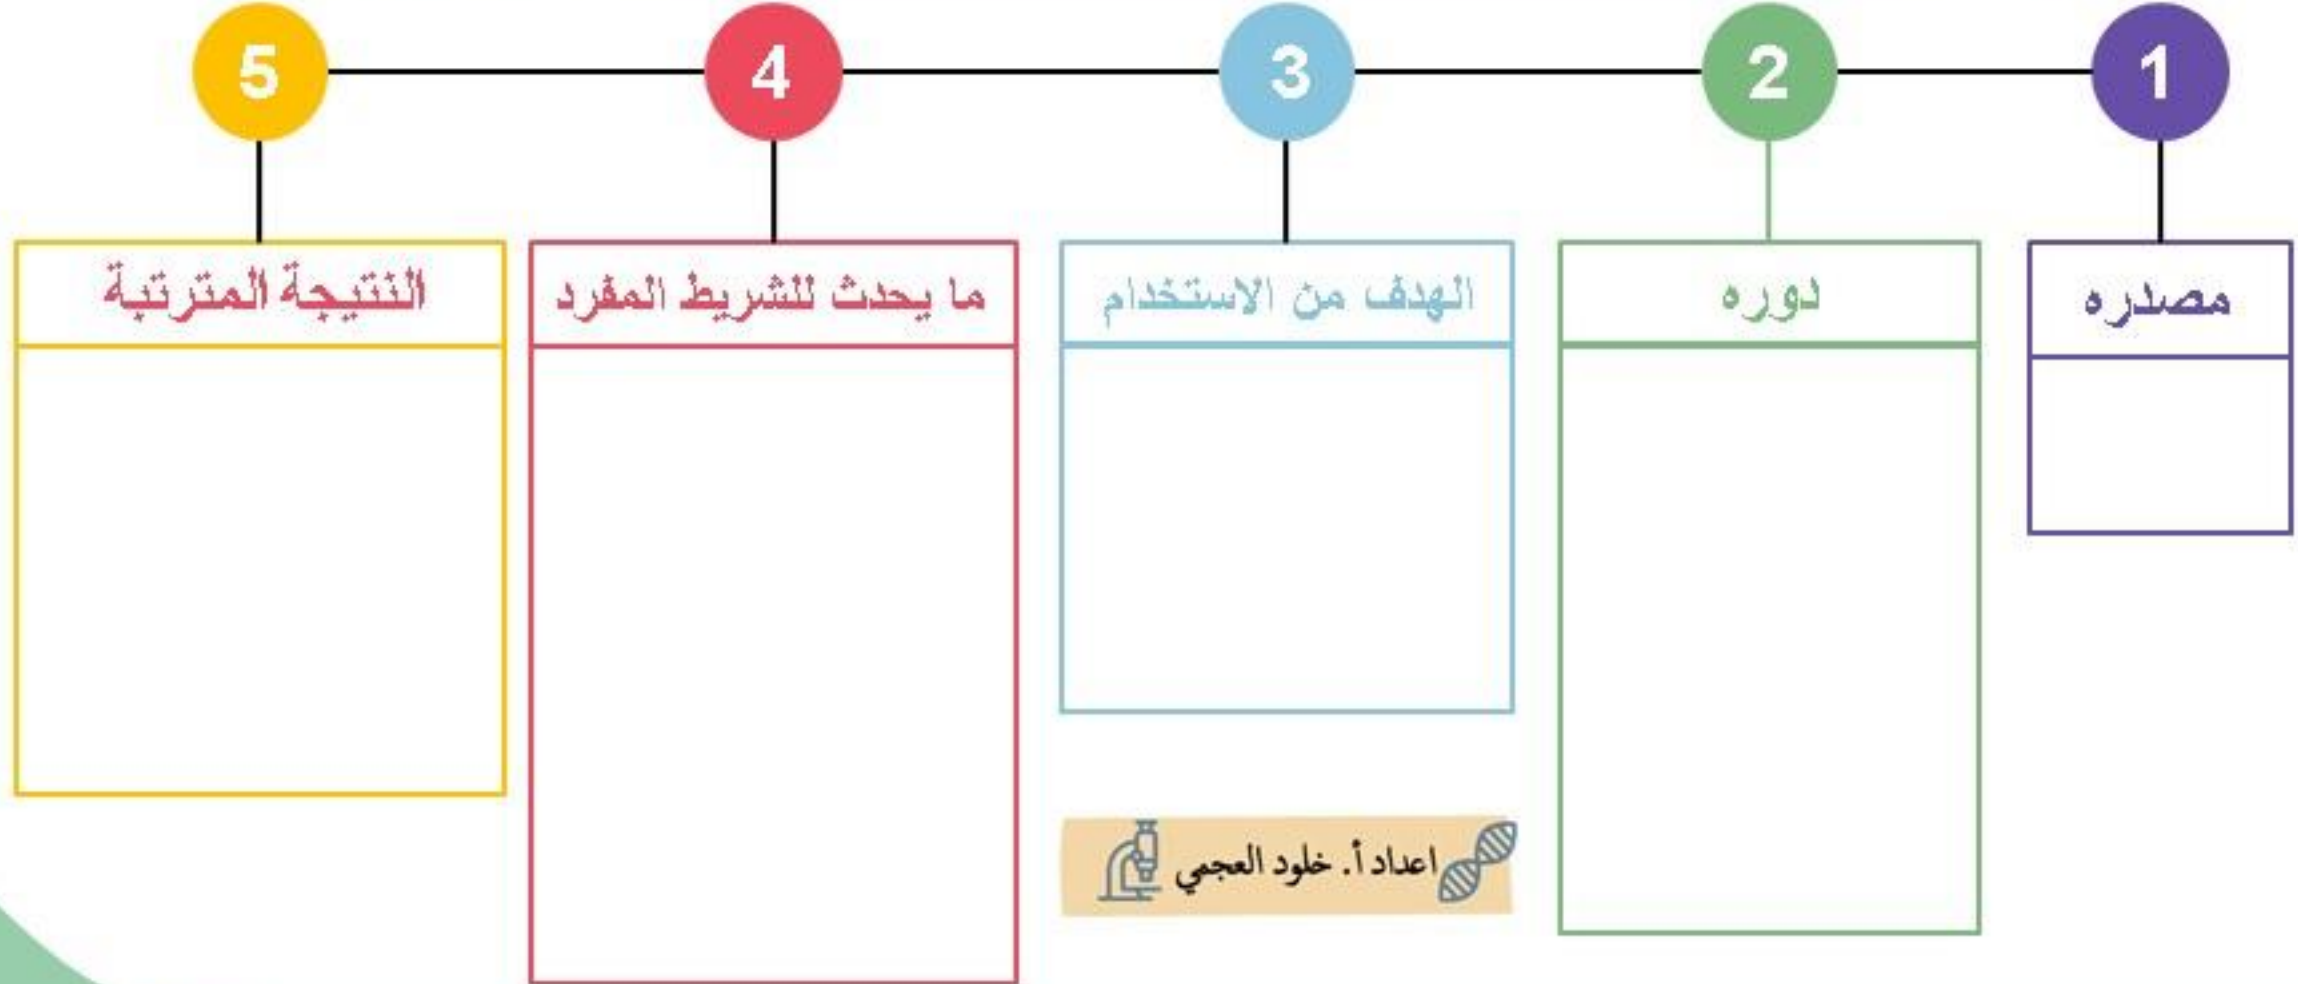 1
2
3
4
5
مصدره
دوره
الهدف من الاستخدام
ما يحدث للشريط المفرد
النتيجة المترتبة
اعداد أ. خلود العجمي